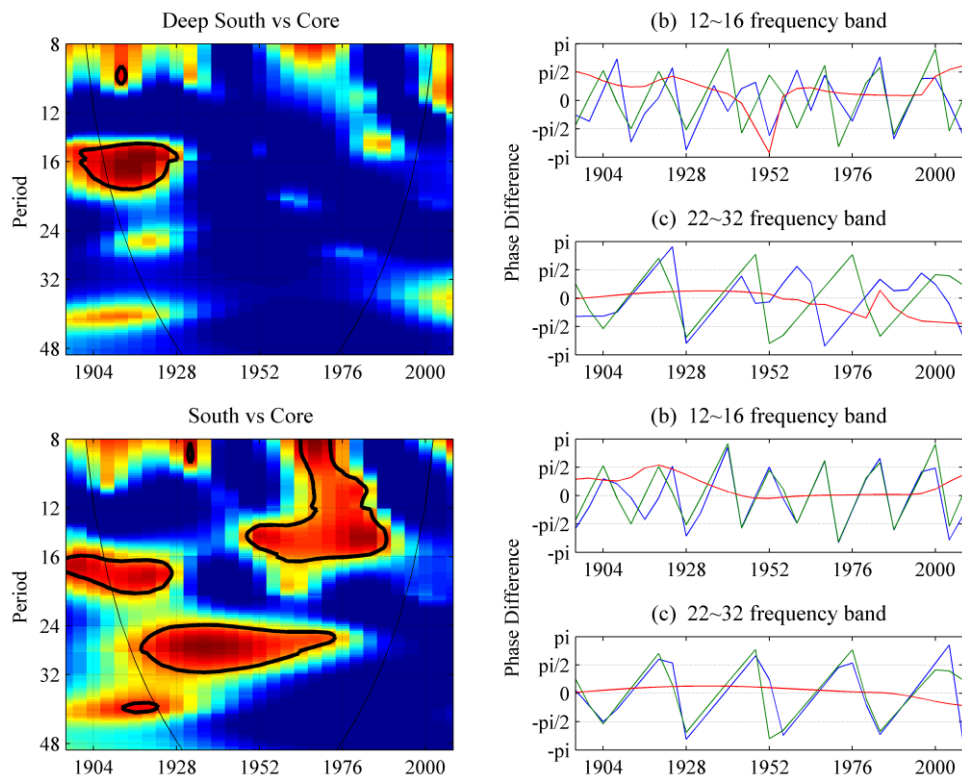 Deep South vs Core
8
12
16
24
32
48
Period
1904 1928 1952 1976 2000
(b) 12~16 frequency band
pi
pi/2
0
-pi/2
-pi
1904 1928 1952 1976 2000
Phase Difference
(c) 22~32 frequency band
pi
pi/2
0
-pi/2
-pi
1904 1928 1952 1976 2000
South vs Core
8
12
16
24
32
48
Period
1904 1928 1952 1976 2000
(b) 12~16 frequency band
pi
pi/2
0
-pi/2
-pi
1904 1928 1952 1976 2000
Phase Difference
(c) 22~32 frequency band
pi
pi/2
0
-pi/2
-pi
1904 1928 1952 1976 2000